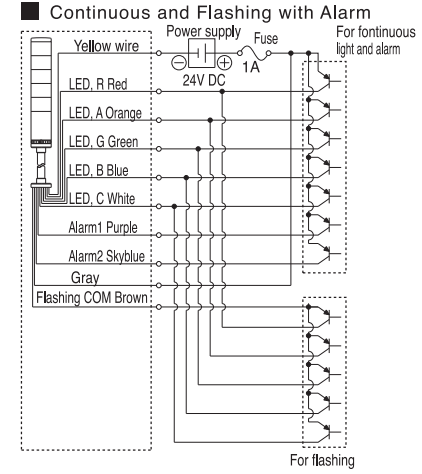 Continuous and Flashing with Alarm
Power supply
Fuse
For fontinuous
light and alarm
Yellow wire
24V DC
1A
LED, R Red
LED, A Orange
LED, G Green
LED, B Blue
LED, C White
Alarm1 Purple
Alarm2 Skyblue
Gray
Flashing COM Brown
For flashing